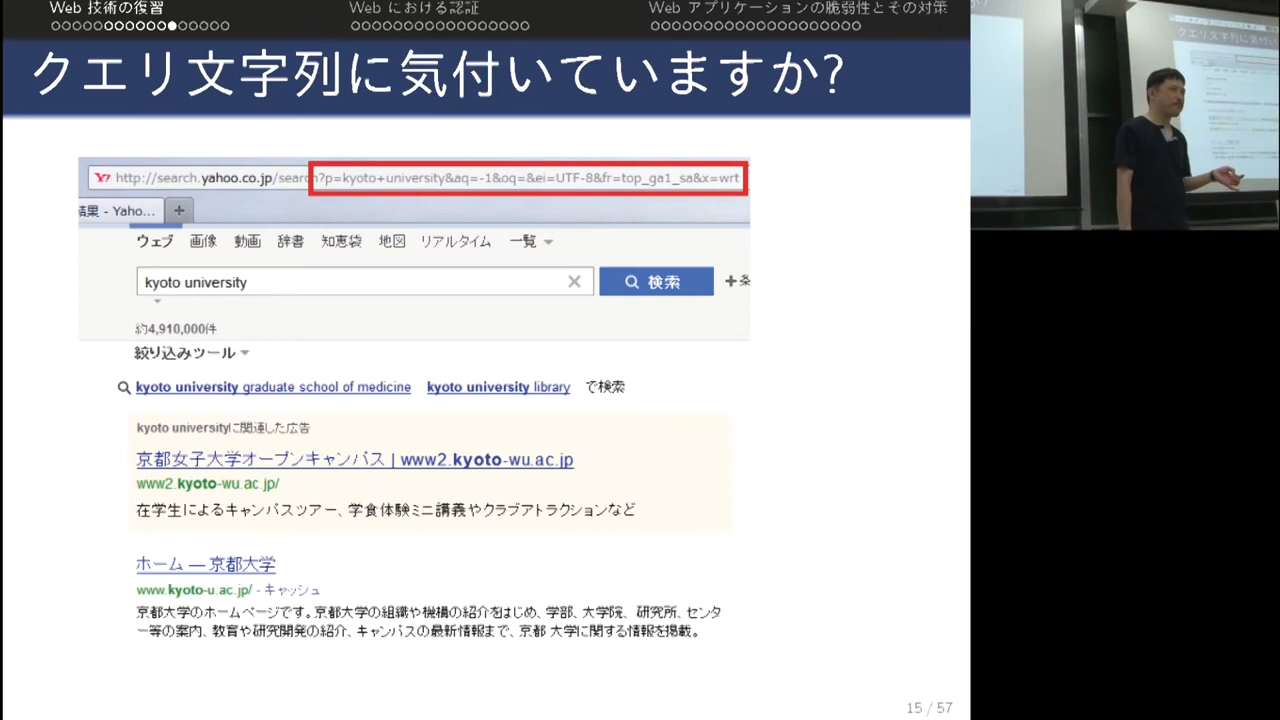 Web 技術の復習
Web における認証
Web アプリケーションの脆弱性とその対策
クエリ文字列に気付いていますか?
http://search.yahoo.co.jp/search?p=kyoto+university&aq=-1&oq=&ei=UTF-8&fr=top_ga1_sa&x=wrt
結果 - Yaho...
ウェブ 画像 動画 辞書 知恵袋 地図 リアルタイム 一覧
kyoto university
検索
+条
約4,910,000件
絞り込みツール
kyoto university graduate school of medicine kyoto university library で検索
kyoto universityに関連した広告
京都女子大学オープンキャンパス | www2.kyoto-wu.ac.jp
www2.kyoto-wu.ac.jp/
在学生によるキャンパスツアー、学食体験ミニ講義やクラブアトラクションなど
ホーム — 京都大学
www.kyoto-u.ac.jp/ - キャッシュ
京都大学のホームページです。京都大学の組織や機構の紹介をはじめ、学部、大学院、研究所、センタ
ー等の案内、教育や研究開発の紹介、キャンパスの最新情報まで、京都 大学に関する情報を掲載。
15 / 57